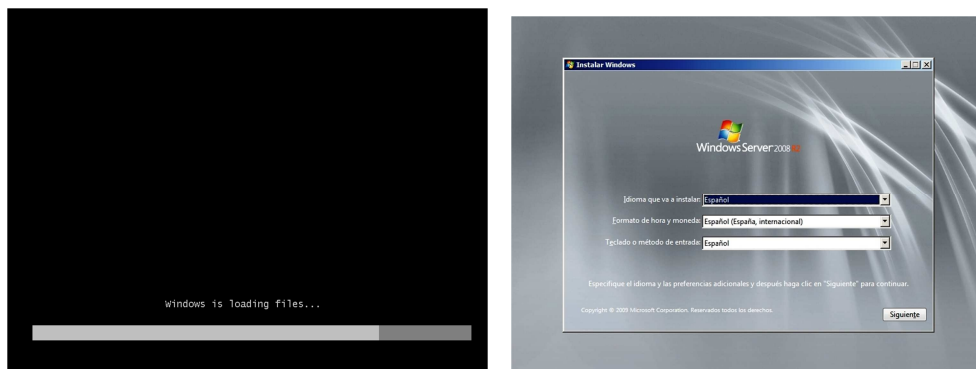 Windows is loading files...
Instalar Windows
Windows Server 2008 R2
Idioma que va a instalar: Español
Formato de hora y moneda: Español (España, internacional)
Teclado o método de entrada: Español
Especifique el idioma y las preferencias adicionales y después haga clic en "Siguiente" para continuar.
Copyright © 2009 Microsoft Corporation. Reservados todos los derechos.
Siguiente